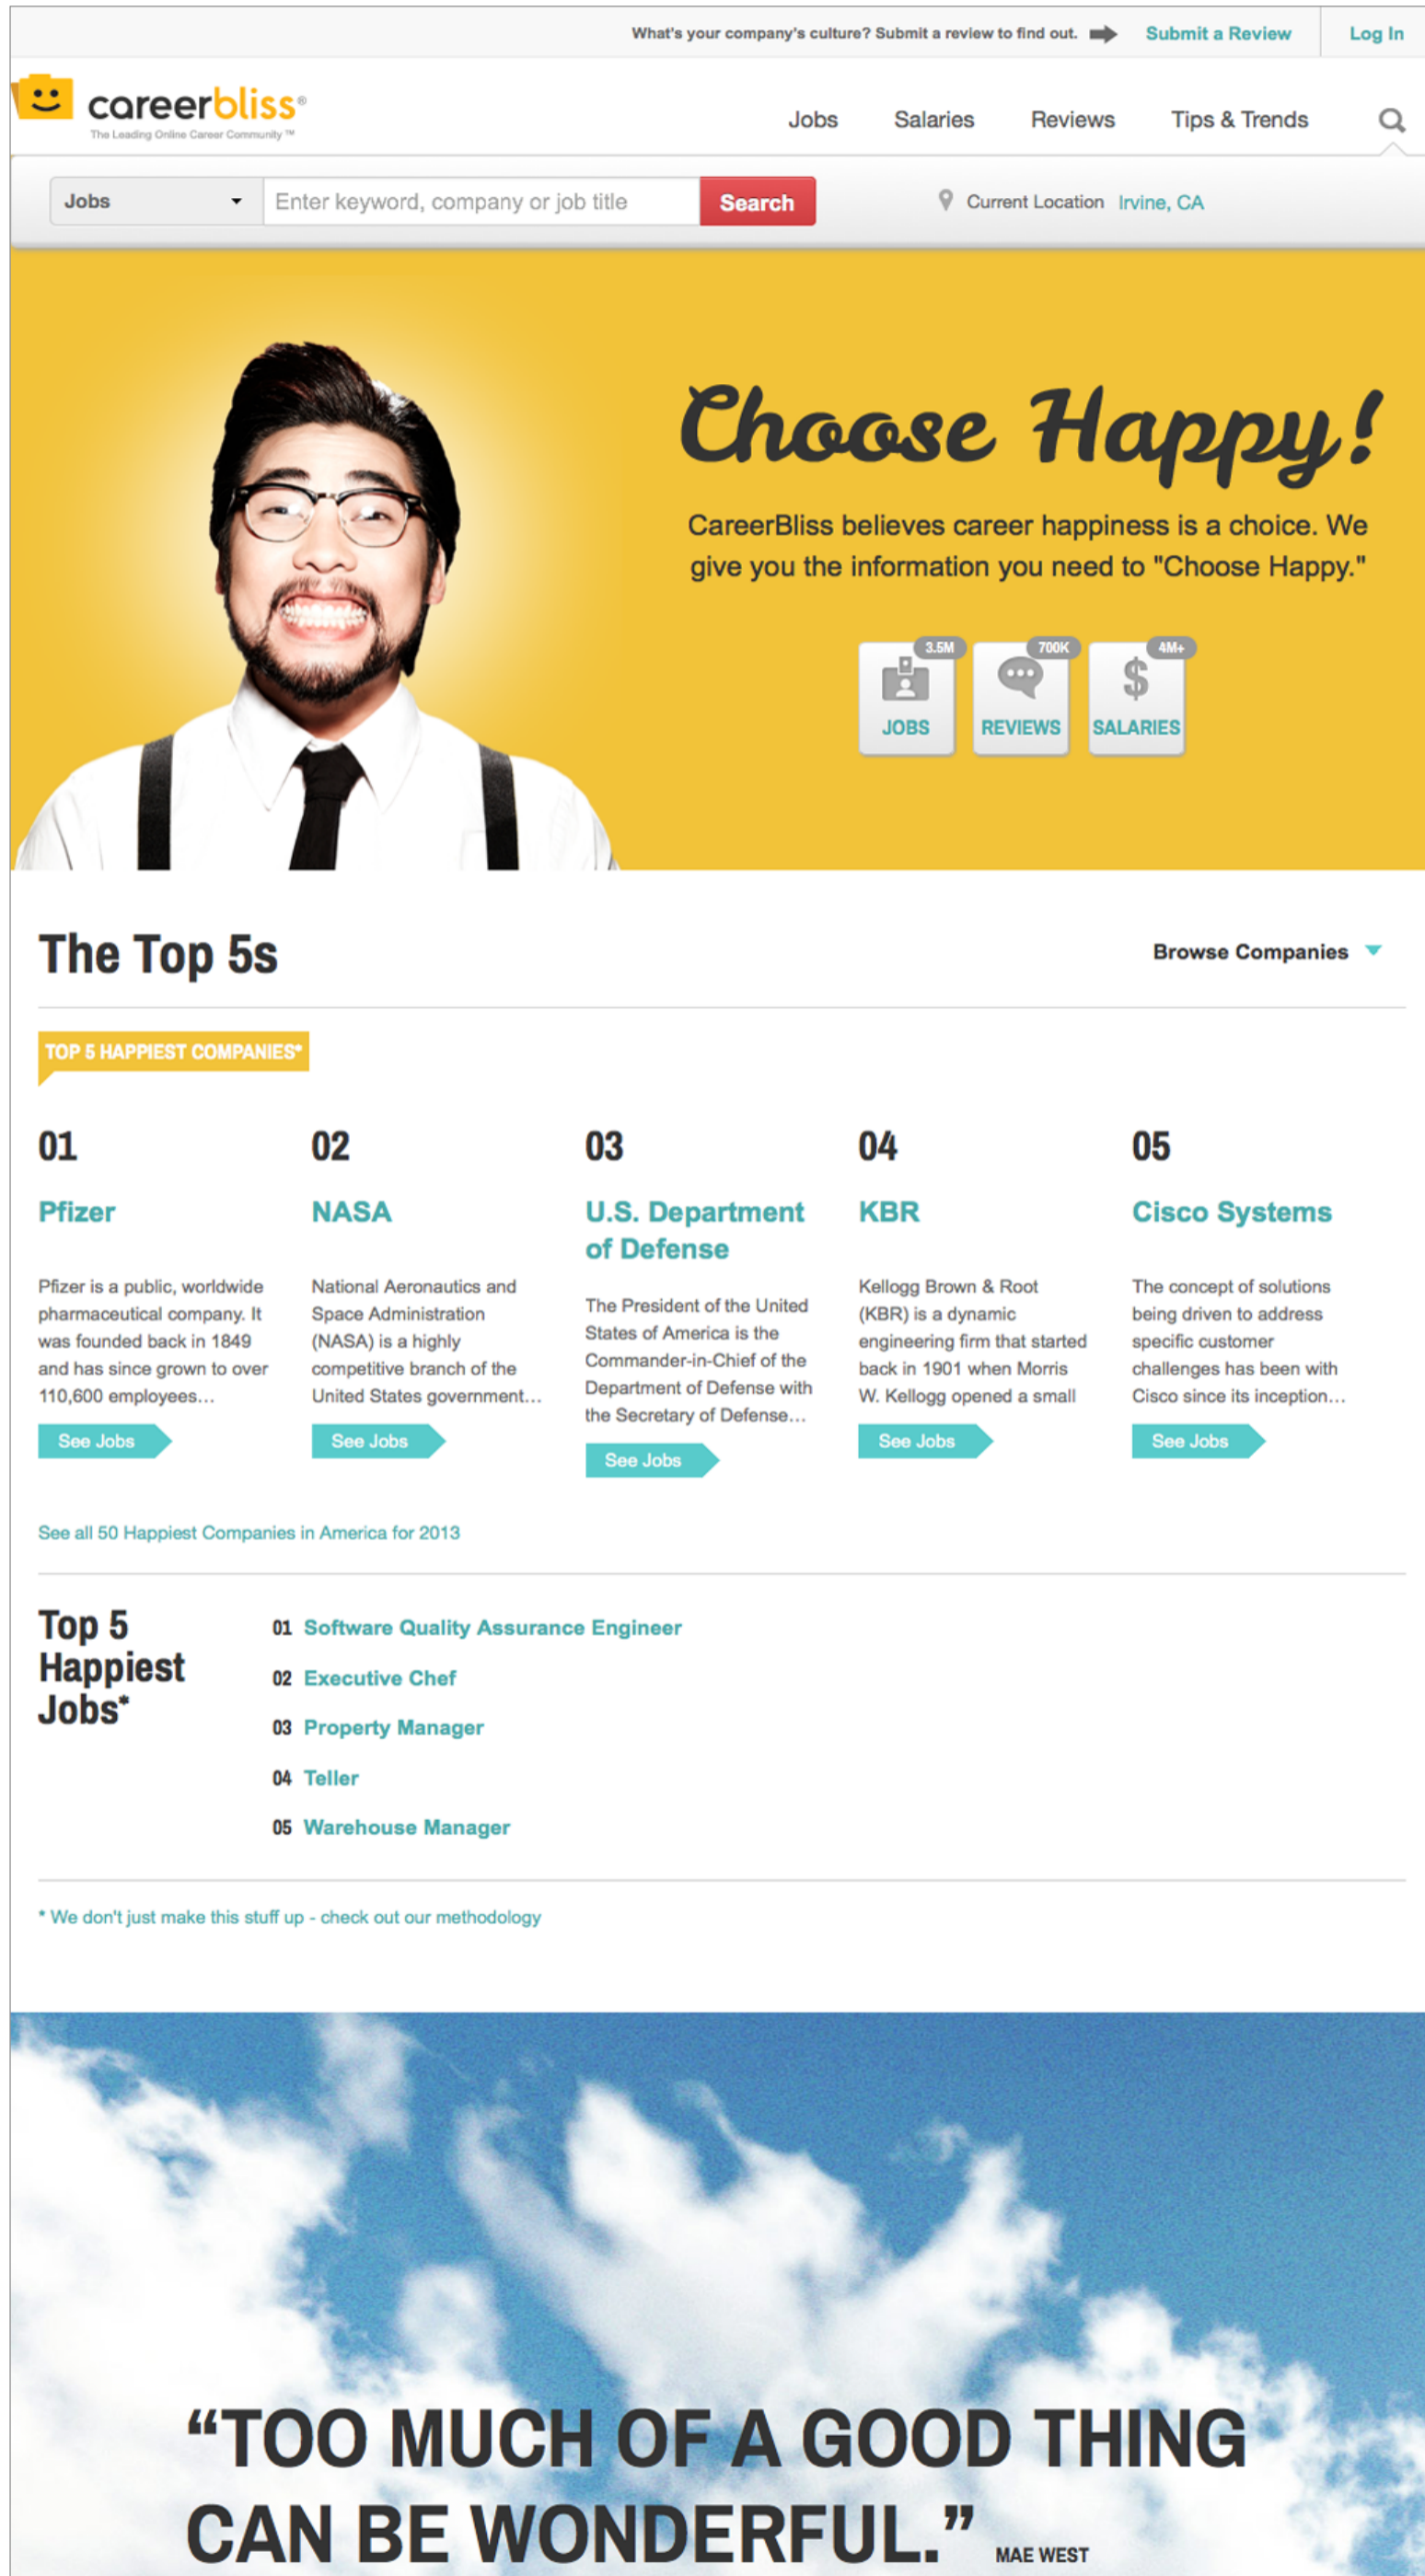 What's your company's culture? Submit a review to find out.
Submit a Review
Log In
careerbliss®
The Leading Online Career Community ™
Jobs
Salaries
Reviews
Tips & Trends
Jobs
Enter keyword, company or job title
Search
Current Location Irvine, CA
Choose Happy!
CareerBliss believes career happiness is a choice. We
give you the information you need to "Choose Happy."
3.5M
JOBS
700K
REVIEWS
4M+
$
SALARIES
The Top 5s
Browse Companies
TOP 5 HAPPIEST COMPANIES*
01
Pfizer
Pfizer is a public, worldwide
pharmaceutical company. It
was founded back in 1849
and has since grown to over
110,600 employees...
See Jobs
02
NASA
National Aeronautics and
Space Administration
(NASA) is a highly
competitive branch of the
United States government...
See Jobs
03
U.S. Department
of Defense
The President of the United
States of America is the
Commander-in-Chief of the
Department of Defense with
the Secretary of Defense...
See Jobs
04
KBR
Kellogg Brown & Root
(KBR) is a dynamic
engineering firm that started
back in 1901 when Morris
W. Kellogg opened a small
See Jobs
05
Cisco Systems
The concept of solutions
being driven to address
specific customer
challenges has been with
Cisco since its inception...
See Jobs
See all 50 Happiest Companies in America for 2013
Top 5
Happiest
Jobs*
01 Software Quality Assurance Engineer
02 Executive Chef
03 Property Manager
04 Teller
05 Warehouse Manager
* We don't just make this stuff up - check out our methodology
“TOO MUCH OF A GOOD THING
CAN BE WONDERFUL.” MAE WEST